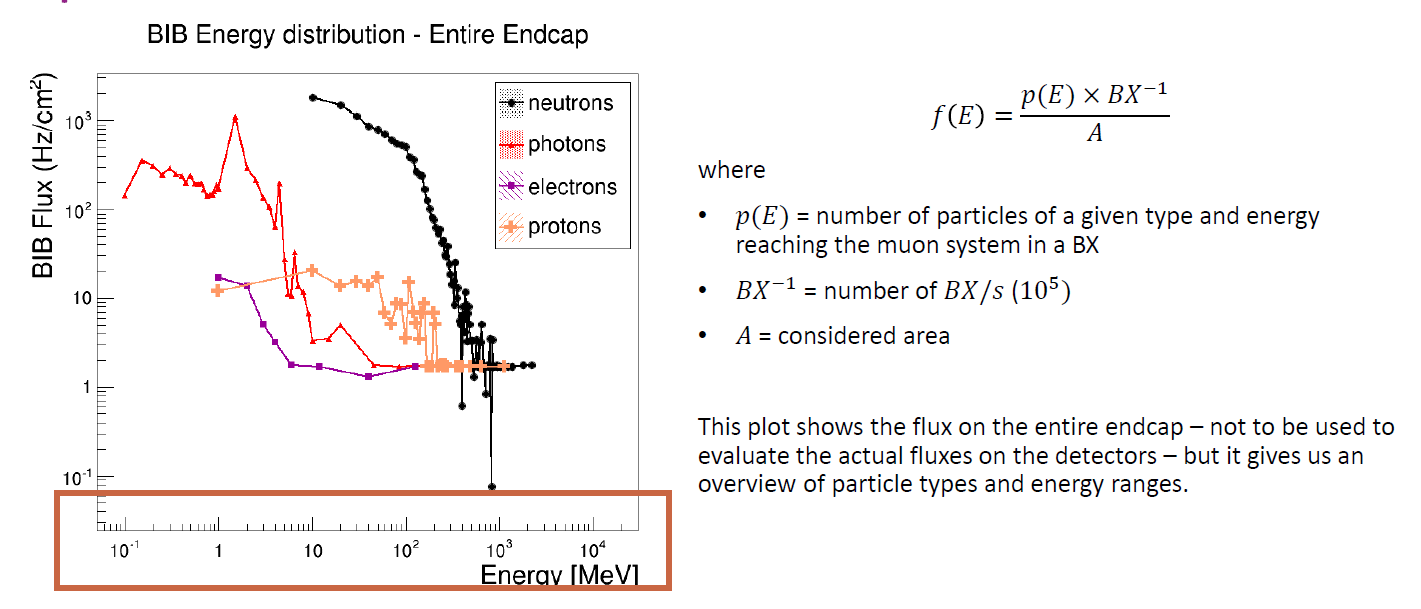 BIB Energy distribution - Entire Endcap
BIB Flux (Hz/cm²)
10³
10²
10
1
10⁻¹
neutrons
photons
electrons
protons
10⁻¹ 1 10 10² 10³ 10⁴
Energy [MeV]
f(E) = p(E) × BX⁻¹ / A
where
• p(E) = number of particles of a given type and energy
reaching the muon system in a BX
• BX⁻¹ = number of BX/s (10⁵)
• A = considered area
This plot shows the flux on the entire endcap – not to be used to
evaluate the actual fluxes on the detectors – but it gives us an
overview of particle types and energy ranges.